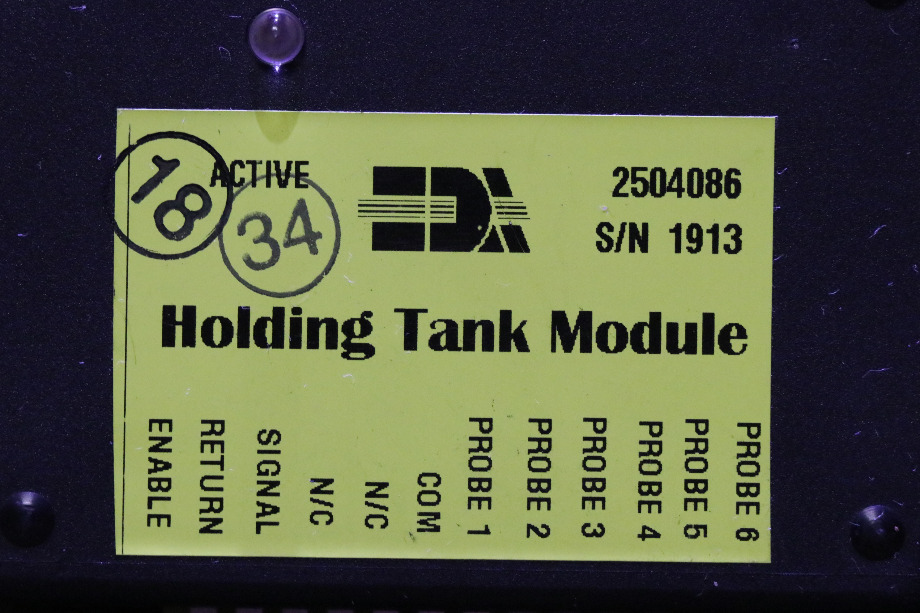 18
ACTIVE
34
EDA
2504086
S/N 1913
Holding Tank Module
ENABLE
RETURN
SIGNAL
N/C
N/C
COM
PROBE 1
PROBE 2
PROBE 3
PROBE 4
PROBE 5
PROBE 6